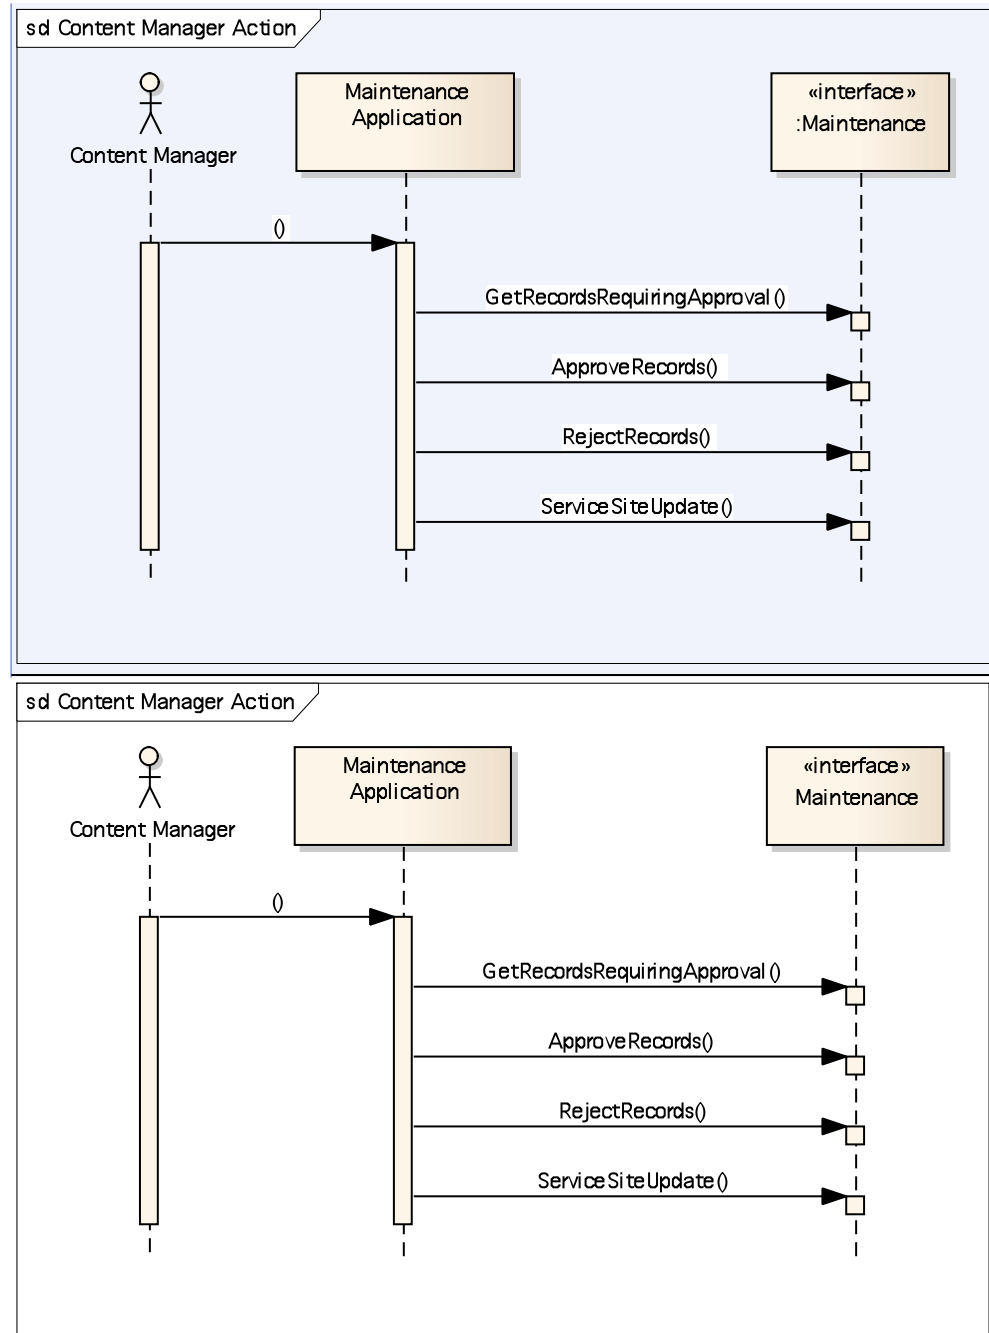 sd Content Manager Action
Maintenance
Application
«interface»
:Maintenance
Content Manager
()
GetRecordsRequiringApproval()
ApproveRecords()
RejectRecords()
ServiceSiteUpdate()
sd Content Manager Action
Maintenance
Application
«interface»
Maintenance
Content Manager
()
GetRecordsRequiringApproval()
ApproveRecords()
RejectRecords()
ServiceSiteUpdate()